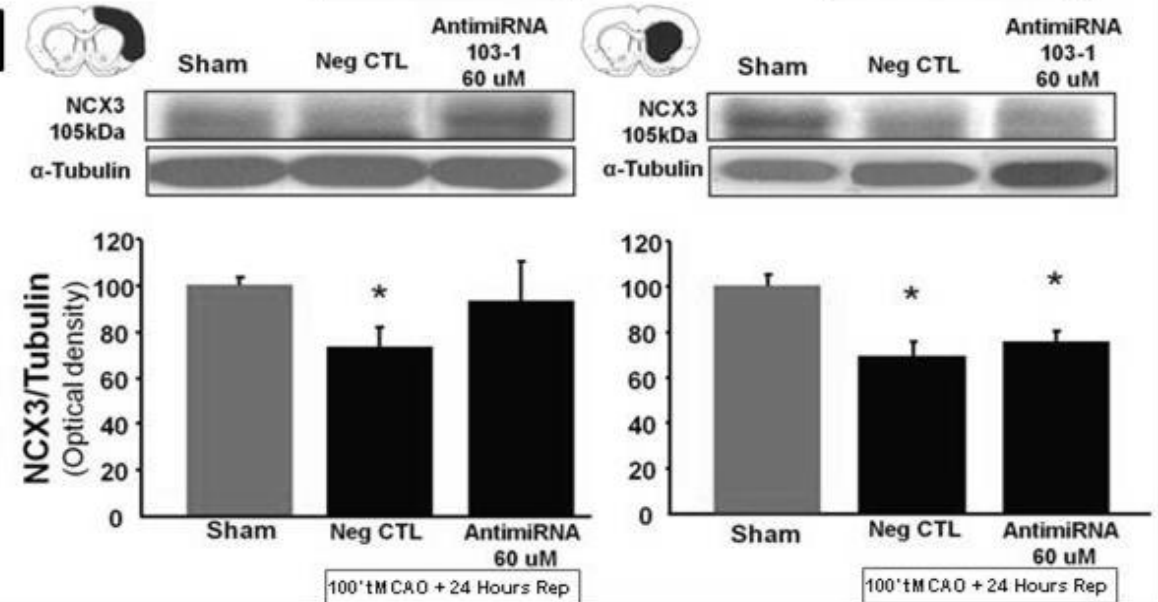 Sham
Neg CTL
AntimiRNA
103-1
60 uM
NCX3
105kDa
α-Tubulin
120
100
80
60
40
20
0
NCX3/Tubulin
(Optical density)
*
Sham
Neg CTL
AntimiRNA
60 uM
100'tMCAO + 24 Hours Rep
Sham
Neg CTL
AntimiRNA
103-1
60 uM
NCX3
105kDa
α-Tubulin
120
100
80
60
40
20
0
*
*
Sham
Neg CTL
AntimiRNA
60 uM
100'tMCAO + 24 Hours Rep